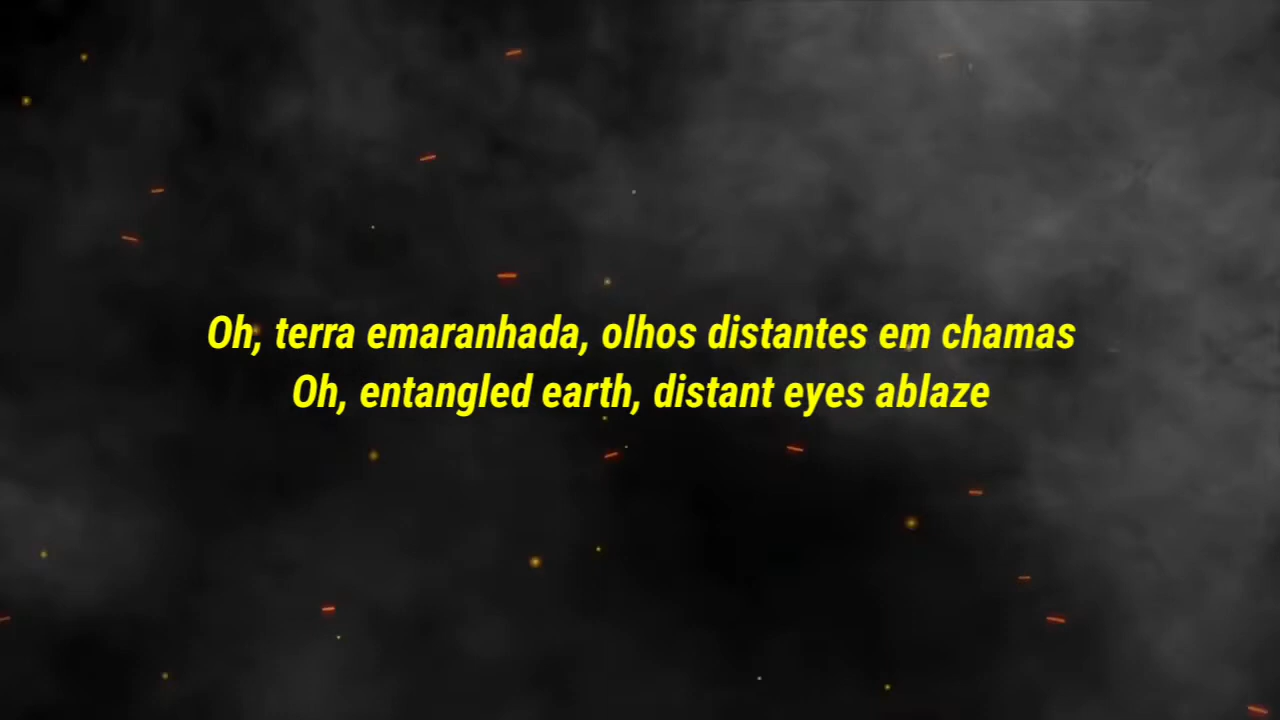 Oh, terra emaranhada, olhos distantes em chamas
Oh, entangled earth, distant eyes ablaze